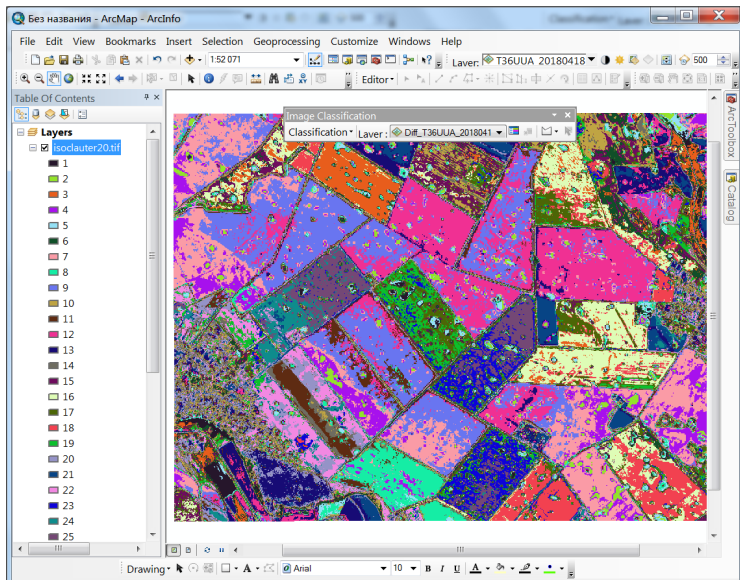 Без названия - ArcMap - ArcInfo
File Edit View Bookmarks Insert Selection Geoprocessing Customize Windows Help
1:52 071 Layer: T36UUA_20180418 500
Editor
Table Of Contents
Layers
isoclauter20.tif
1
2
3
4
5
6
7
8
9
10
11
12
13
14
15
16
17
18
19
20
21
22
23
24
25
Image Classification
Classification Layer : Diff_T36UUA_2018041
ArcToolbox
Catalog
Drawing A Arial 10 B I U A